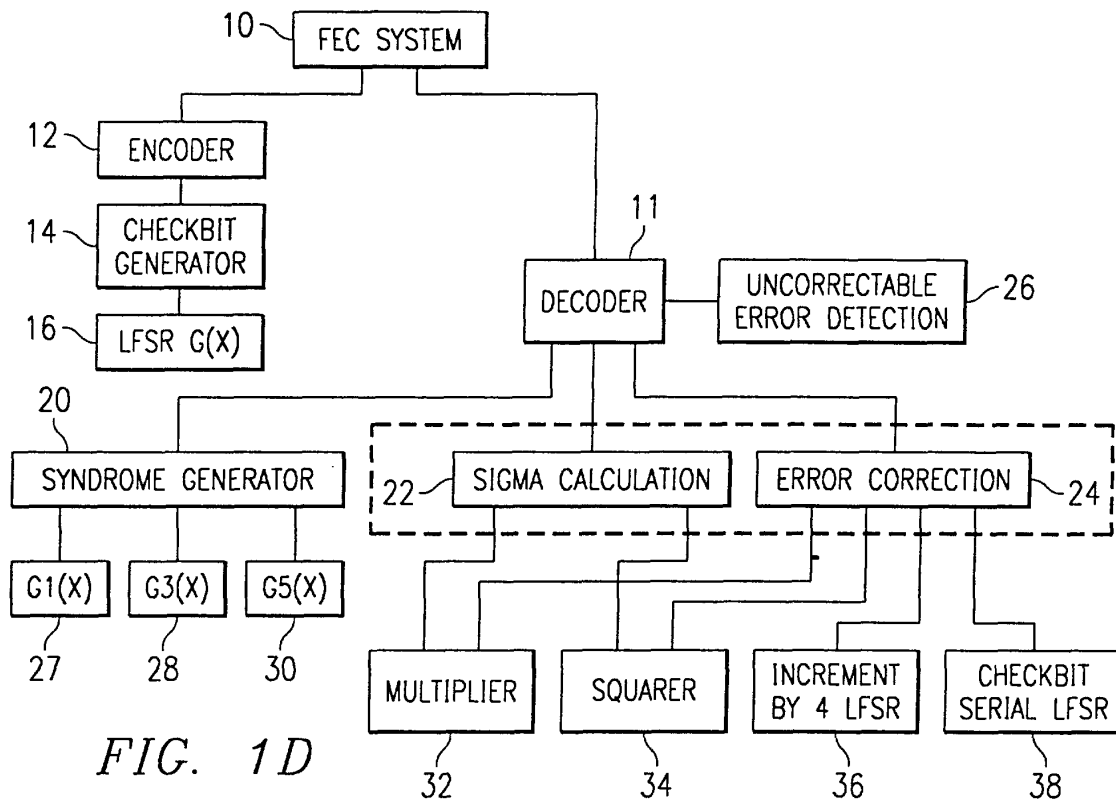 10
FEC SYSTEM
12
ENCODER
14
CHECKBIT
GENERATOR
16
LFSR G(X)
11
DECODER
UNCORRECTABLE
ERROR DETECTION
26
20
SYNDROME GENERATOR
22
SIGMA CALCULATION
ERROR CORRECTION
24
G1(X)
G3(X)
G5(X)
27
28
30
MULTIPLIER
SQUARER
INCREMENT
BY 4 LFSR
CHECKBIT
SERIAL LFSR
32
34
36
38
FIG. 1D